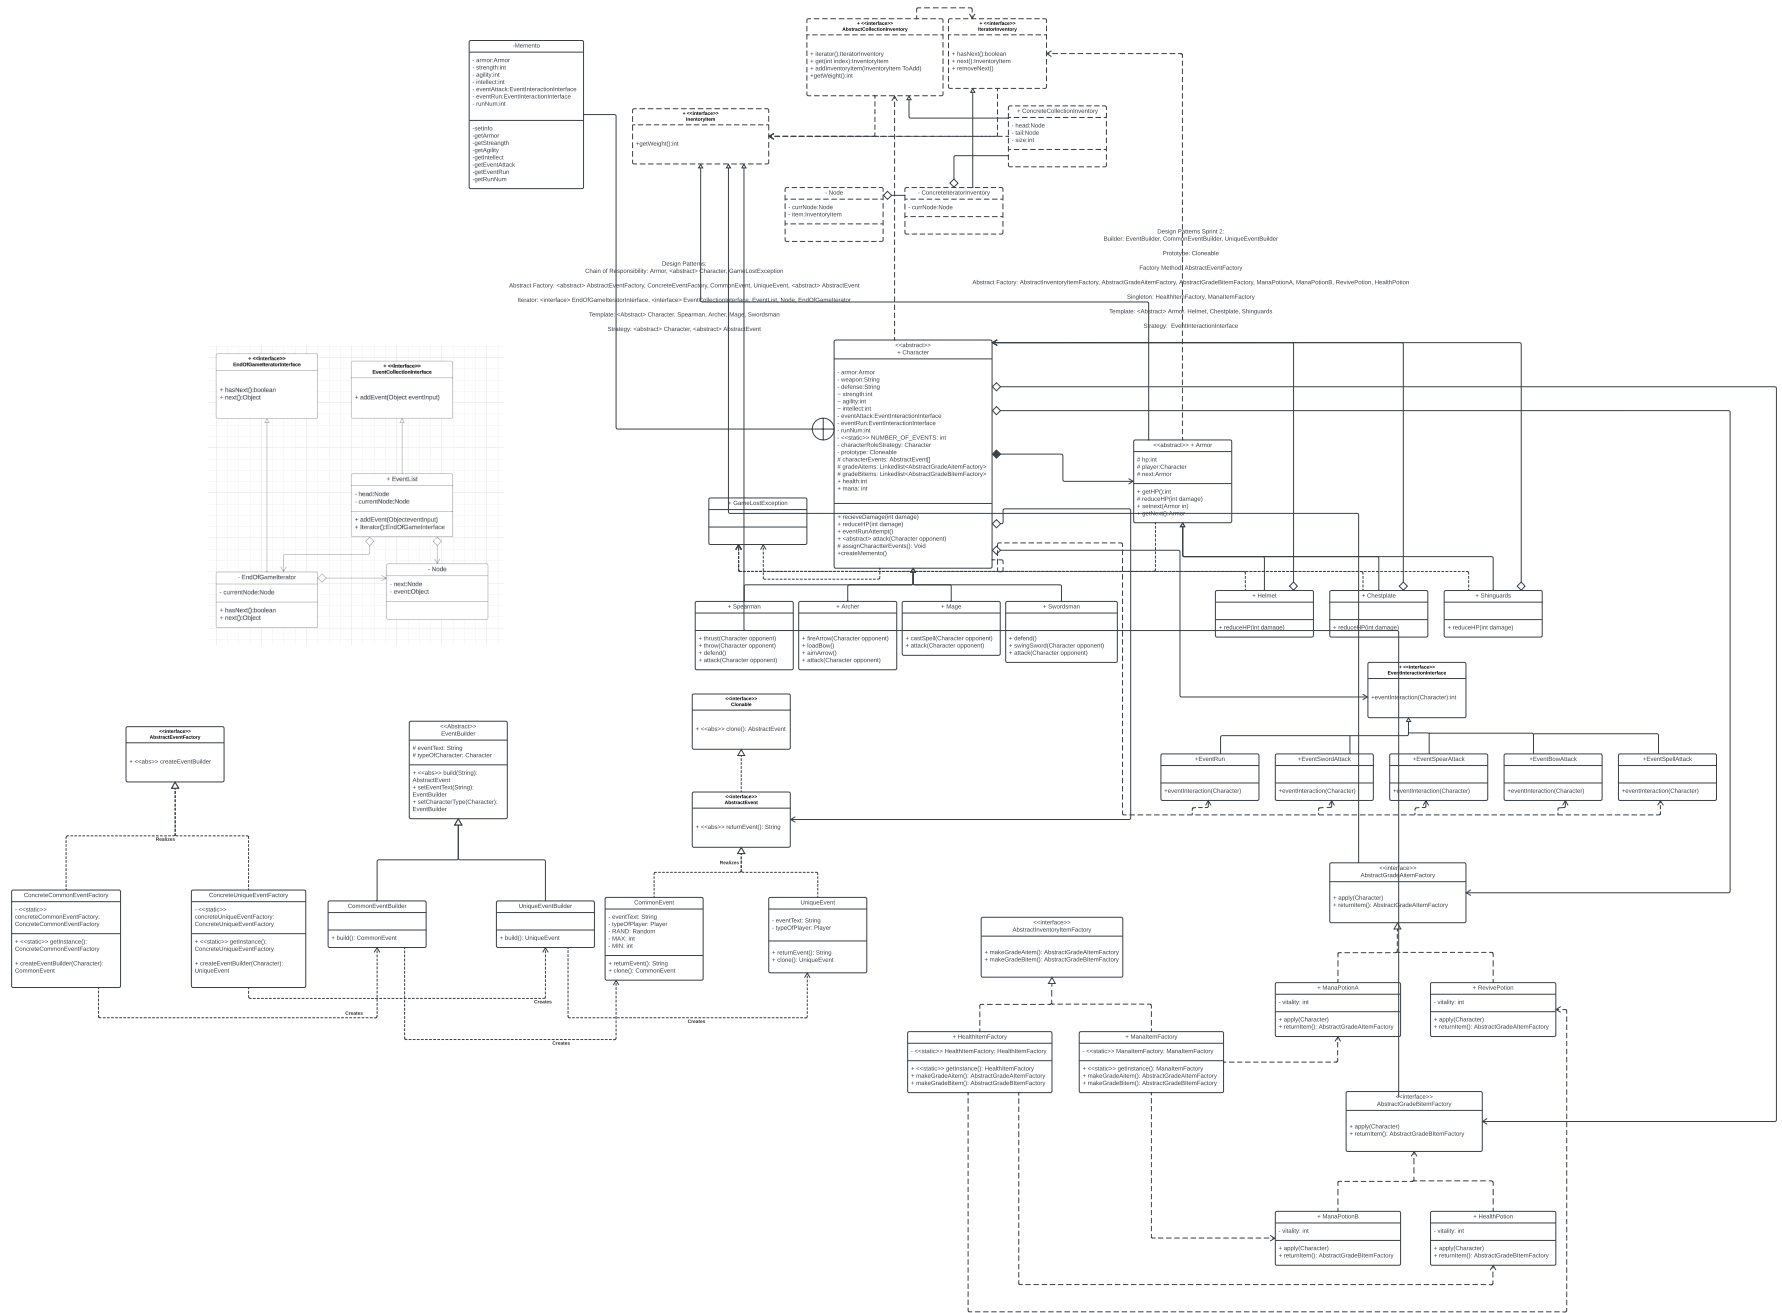 + <<interface>>
AbstractCollectionInventory
+ iterator():IteratorInventory
+ get(int index):InventoryItem
+ addInventoryItem(InventoryItem ToAdd)
+getWeight():int
+ <<interface>>
IteratorInventory
+ hasNext():boolean
+ next():InventoryItem
+ removeNext()
-Memento
- armor:Armor
- strength:int
- agility:int
- intellect:int
- eventAttack:EventInteractionInterface
- eventRun:EventInteractionInterface
- runNum:int
-setInfo
-getArmor
-getStreangth
-getAgility
-getIntellect
-getEventAttack
-getEventRun
-getRunNum
+ <<interface>>
InentoryItem
+getWeight():int
+ ConcreteCollectionInventory
- head:Node
- tail:Node
- size:int
- Node
- currNode:Node
- item:InventoryItem
- ConcreteIteratorInventory
- currNode:Node
Design Patterns Sprint 2:
Builder: EventBuilder, CommonEventBuilder, UniqueEventBuilder
Prototype: Cloneable
Factory Method: AbstractEventFactory
Abstract Factory: AbstractInventoryItemFactory, AbstractGradeAitemFactory, AbstractGradeBitemFactory, ManaPotionA, ManaPotionB, RevivePotion, HealthPotion
Singleton: HealthItemFactory, ManaItemFactory
Template: <Abstract> Armor, Helmet, Chestplate, Shinguards
Strategy:  EventInteractionInterface
Design Patterns:
Chain of Responsibility: Armor, <abstract> Character, GameLostException
Abstract Factory: <abstract> AbstractEventFactory, ConcreteEventFactory, CommonEvent, UniqueEvent, <abstract> AbstractEvent
Iterator: <interface> EndOfGameIteratorInterface, <interface> EventCollectionInterface, EventList, Node, EndOfGameIterator
Template: <Abstract> Character, Spearman, Archer, Mage, Swordsman
Strategy: <abstract> Character, <abstract> AbstractEvent
+ <<interface>>
EndOfGameIteratorInterface
+ hasNext():boolean
+ next():Object
+ <<interface>>
EventCollectionInterface
+ addEvent(Object eventInput)
+ EventList
- head:Node
- currentNode:Node
+ addEvent(ObjecteventInput)
+ Iterator():EndOfGameInterface
- EndOfGameIterator
- currentNode:Node
+ hasNext():boolean
+ next():Object
- Node
- next:Node
- event:Object
<<abstract>>
+ Character
- armor:Armor
- weapon:String
- defense:String
~ strength:int
~ agility:int
~ intellect:int
- eventAttack:EventInteractionInterface
- eventRun:EventInteractionInterface
- runNum:int
- <<static>> NUMBER_OF_EVENTS: int
- characterRoleStrategy: Character
- prototype: Cloneable
# characterEvents: AbstractEvent[]
# gradeAitems: Linkedlist<AbstractGradeAitemFactory>
# gradeBitems: Linkedlist<AbstractGradeBitemFactory>
+ health:int
+ mana: int
+ recieveDamage(int damage)
+ reduceHP(int damage)
+ eventRunAttempt()
+ <abstract> attack(Character opponent)
# assignCharactterEvents(): Void
+createMemento()
<<abstract>> + Armor
# hp:int
# player:Character
# next:Armor
+ getHP():int
# reduceHP(int damage)
+ setnext(Armor in)
+ getNext():Armor
+ GameLostException
+ Spearman
+ thrust(Character opponent)
+ throw(Character opponent)
+ defend()
+ attack(Character opponent)
+ Archer
+ fireArrow(Character opponent)
+ loadBow()
+ aimArrow()
+ attack(Character opponent)
+ Mage
+ castSpell(Character opponent)
+ attack(Character opponent)
+ Swordsman
+ defend()
+ swingSword(Character opponent)
+ attack(Character opponent)
+ Helmet
+ reduceHP(int damage)
+ Chestplate
+ reduceHP(int damage)
+ Shinguards
+ reduceHP(int damage)
+ <<interface>>
EventInteractionInterface
+eventInteraction(Character):int
+EventRun
+eventInteraction(Character)
+EventSwordAttack
+eventInteraction(Character)
+EventSpearAttack
+eventInteraction(Character)
+EventBowAttack
+eventInteraction(Character)
+EventSpellAttack
+eventInteraction(Character)
<<interface>>
Clonable
+ <<abs>> clone(): AbstractEvent
<<interface>>
AbstractEvemFactory
+ <<abs>> createEventBuilder
<<Abstract>>
EventBuilder
# eventText: String
# typeOfCharacter: Character
+ <<abs>> build(String):
AbstractEvent
+ setEventText(String):
EventBuilder
+ setCharacterType(Character):
EventBuilder
<<interface>>
AbstractEvent
+ <<abs>> returnEvent(): String
Realizes
Realizes
ConcreteCommonEventFactory
- <<static>>
concreteCommonEventFactory:
ConcreteCommonEventFactory
+ <<static>> getInstance():
ConcreteCommonEventFactory
+ createEventBuilder(Character):
CommonEvent
ConcreteUniqueEventFactory
- <<static>>
concreteUniqueEventFactory:
ConcreteUniqueEventFactory
+ <<static>> getInstance():
ConcreteUniqueEventFactory
+ createEventBuilder(Character):
UniqueEvent
CommonEventBuilder
+ build(): CommonEvent
UniqueEventBuilder
+ build(): UniqueEvent
CommonEvent
- eventText: String
- typeOfPlayer: Player
- RAND: Random
- MAX: int
- MIN: int
+ returnEvent(): String
+ clone(): CommonEvent
UniqueEvent
- eventText: String
- typeOfPlayer: Player
+ returnEvent(): String
+ clone(): UniqueEvent
Creates
Creates
Creates
Creates
<<interface>>
AbstractGradeAitemFactory
+ apply(Character)
+ returnItem(): AbstractGradeAItemFactory
<<interface>>
AbstractInventoryItemFactory
+ makeGradeAitem(): AbstractGradeAItemFactory
+ makeGradeBitem(): AbstractGradeBItemFactory
+ ManaPotionA
- vitality: int
+ apply(Character)
+ returnItem(): AbstractGradeAItemFactory
+ RevivePotion
- vitality: int
+ apply(Character)
+ returnItem(): AbstractGradeAItemFactory
+ HealthItemFactory
- <<static>> HealthItemFactory: HealthItemFactory
+ <<static>> getInstance(): HealthItemFactory
+ makeGradeAitem(): AbstractGradeAItemFactory
+ makeGradeBitem(): AbstractGradeBItemFactory
+ ManaItemFactory
- <<static>> ManaItemFactory: ManaItemFactory
+ <<static>> getInstance(): ManaItemFactory
+ makeGradeAitem(): AbstractGradeAItemFactory
+ makeGradeBitem(): AbstractGradeBItemFactory
<<interface>>
AbstractGradeBitemFactory
+ apply(Character)
+ returnItem(): AbstractGradeBItemFactory
+ ManaPotionB
- vitality: int
+ apply(Character)
+ returnItem(): AbstractGradeBItemFactory
+ HealthPotion
- vitality: int
+ apply(Character)
+ returnItem(): AbstractGradeBItemFactory